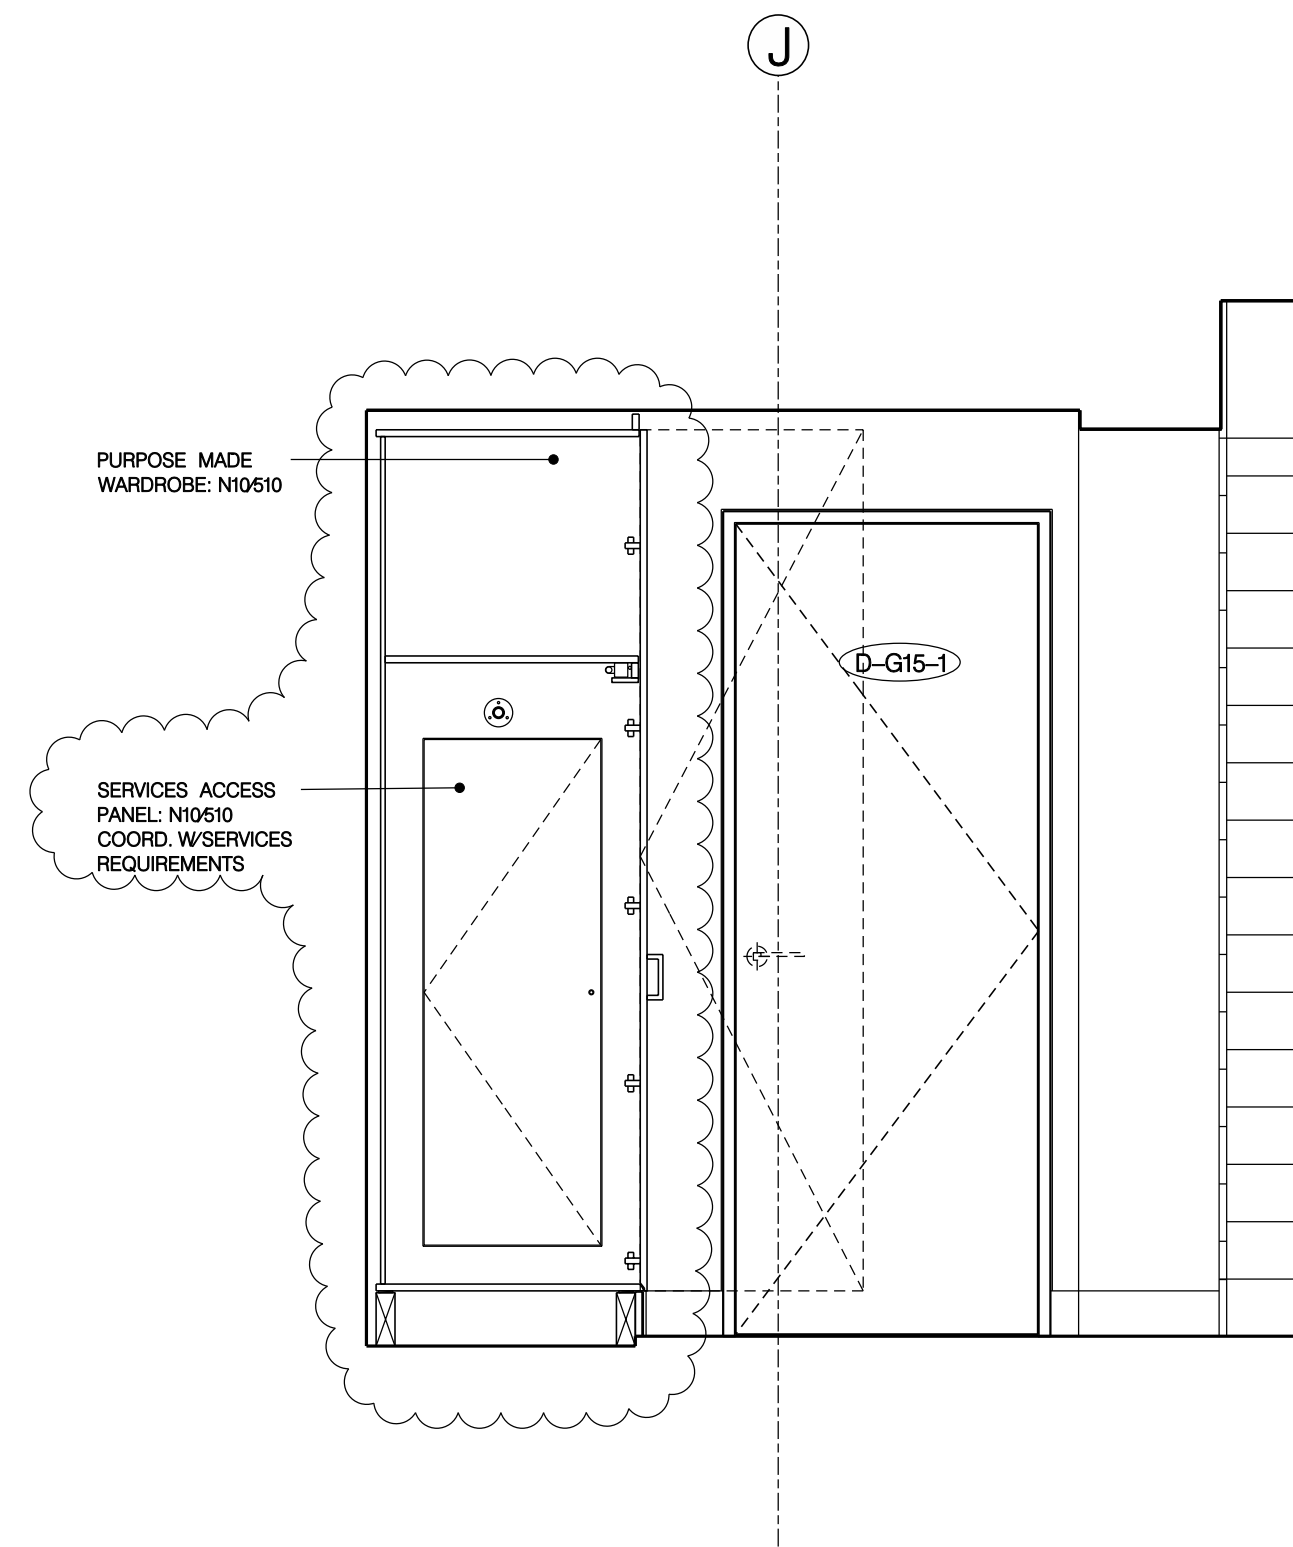 J
PURPOSE MADE
WARDROBE: N10/510
D-G15-1
SERVICES ACCESS
PANEL: N10/510
COORD. W/SERVICES
REQUIREMENTS